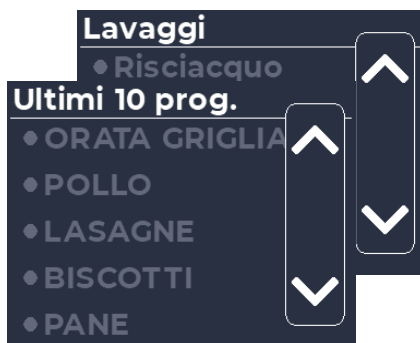 Lavaggi
Risciacquo
Ultimi 10 prog.
ORATA GRIGLIA
POLLO
LASAGNE
BISCOTTI
PANE